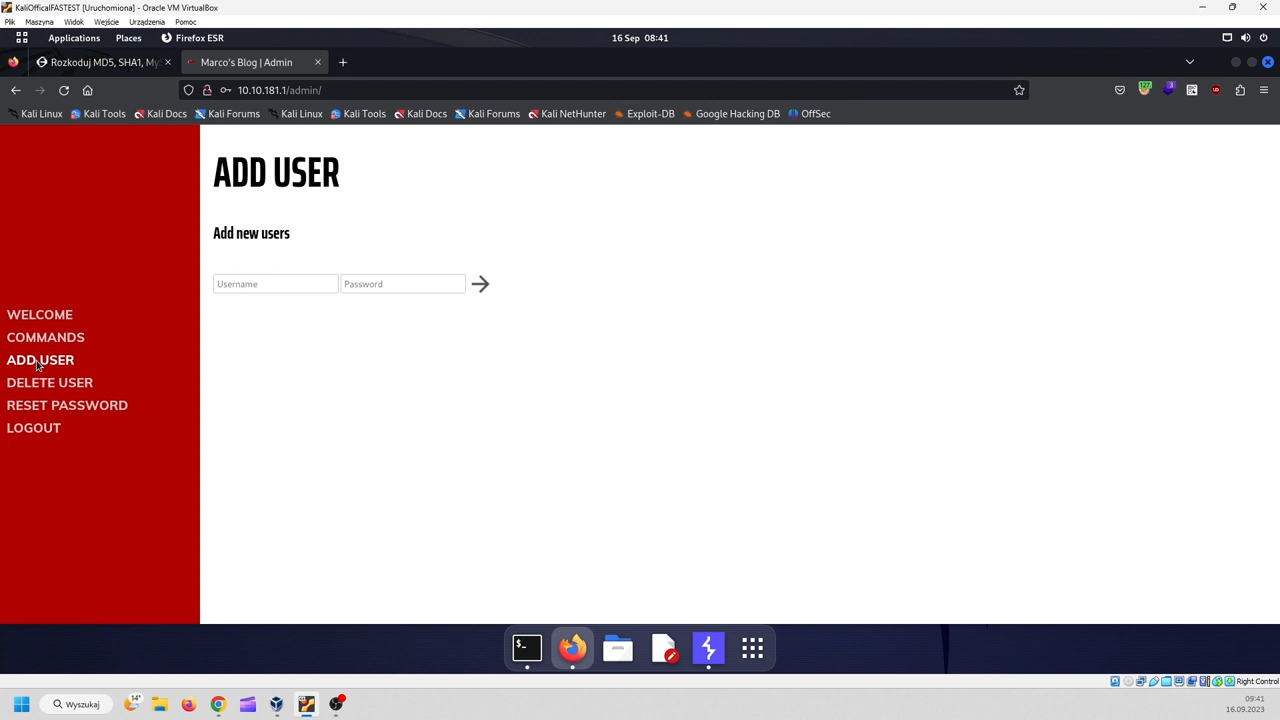 KaliOfficalFASTEST [Uruchomiona] - Oracle VM VirtualBox
Plik Maszyna Widok Wejście Urządzenia Pomoc
Applications Places Firefox ESR 16 Sep 08:41
Rozkoduj MD5, SHA1, My Marco's Blog | Admin
10.10.181.1/admin/
Kali Linux Kali Tools Kali Docs Kali Forums Kali Linux Kali Tools Kali Docs Kali Forums Kali NetHunter Exploit-DB Google Hacking DB OffSec
ADD USER
Add new users
Username Password
WELCOME
COMMANDS
ADD USER
DELETE USER
RESET PASSWORD
LOGOUT
Right Control
Wyszukaj 14° 09:41
16.09.2023